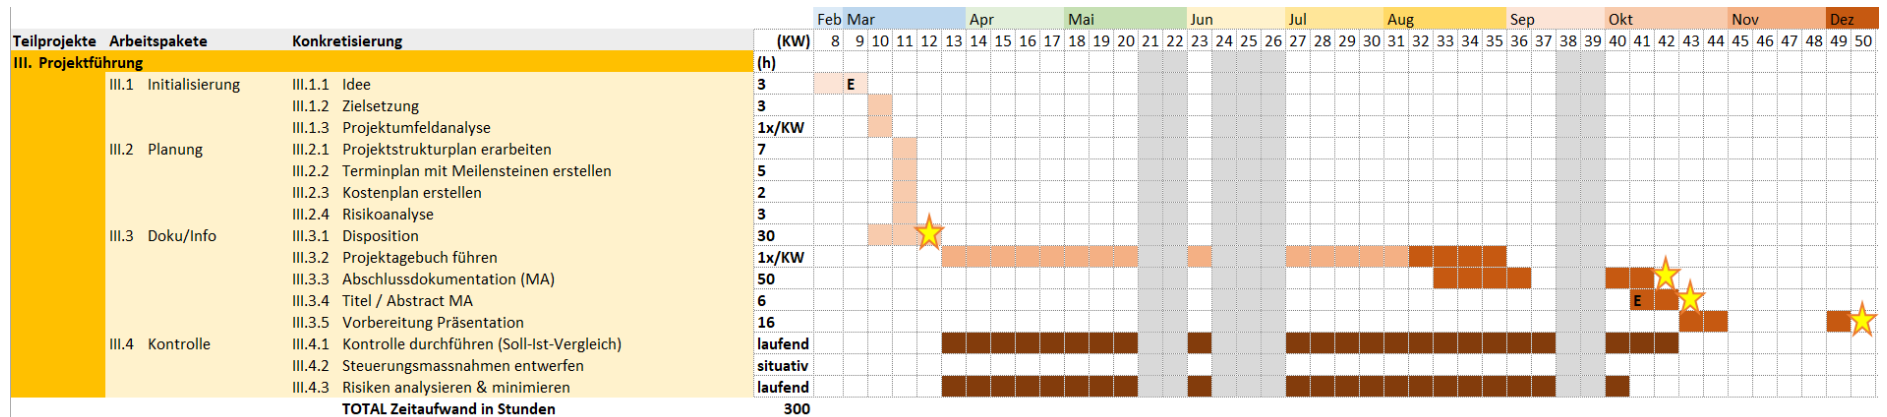 Feb Mar Apr Mai Jun Jul Aug Sep Okt Nov Dez
Teilprojekte Arbeitspakete Konkretisierung (KW) 8 9 10 11 12 13 14 15 16 17 18 19 20 21 22 23 24 25 26 27 28 29 30 31 32 33 34 35 36 37 38 39 40 41 42 43 44 45 46 47 48 49 50
III. Projektführung (h)
III.1 Initialisierung III.1.1 Idee 3 E
III.1.2 Zielsetzung 3
III.1.3 Projektumfeldanalyse 1x/KW
III.2 Planung III.2.1 Projektstrukturplan erarbeiten 7
III.2.2 Terminplan mit Meilensteinen erstellen 5
III.2.3 Kostenplan erstellen 2
III.2.4 Risikoanalyse 3
III.3 Doku/Info III.3.1 Disposition 30
III.3.2 Projektagebuch führen 1x/KW
III.3.3 Abschlussdokumentation (MA) 50
III.3.4 Titel / Abstract MA 6 E
III.3.5 Vorbereitung Präsentation 16
III.4 Kontrolle III.4.1 Kontrolle durchführen (Soll-Ist-Vergleich) laufend
III.4.2 Steuerungsmassnahmen entwerfen situativ
III.4.3 Risiken analysieren & minimieren laufend
TOTAL Zeitaufwand in Stunden 300